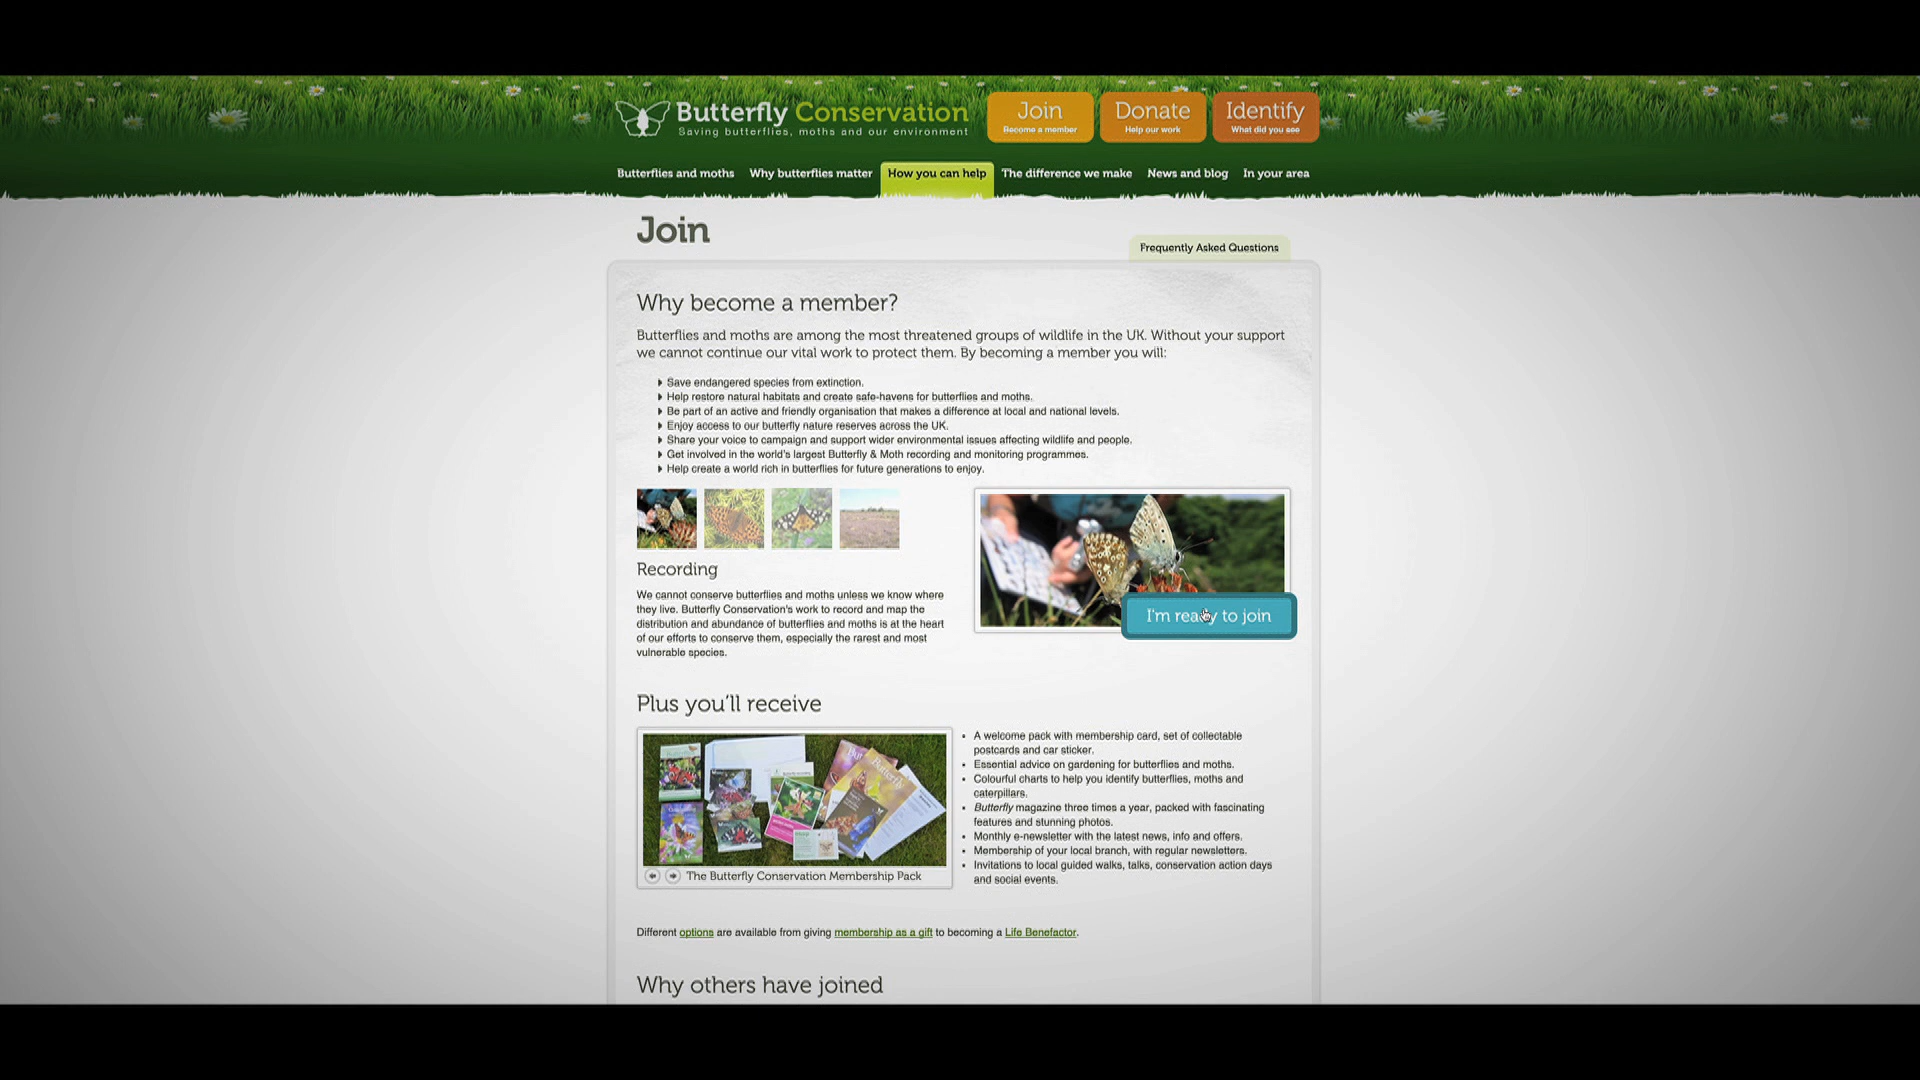 Butterfly Conservation
Saving butterflies, moths and our environment
Join
Become a member
Donate
Help our work
Identify
What did you see
Butterflies and moths
Why butterflies matter
How you can help
The difference we make
News and blog
In your area
Join
Frequently Asked Questions
Why become a member?
Butterflies and moths are among the most threatened groups of wildlife in the UK. Without your support
we cannot continue our vital work to protect them. By becoming a member you will:
Save endangered species from extinction.
Help restore natural habitats and create safe-havens for butterflies and moths.
Be part of an active and friendly organisation that makes a difference at local and national levels.
Enjoy access to our butterfly nature reserves across the UK.
Share your voice to campaign and support wider environmental issues affecting wildlife and people.
Get involved in the world's largest Butterfly & Moth recording and monitoring programmes.
Help create a world rich in butterflies for future generations to enjoy.
Recording
We cannot conserve butterflies and moths unless we know where
they live. Butterfly Conservation's work to record and map the
distribution and abundance of butterflies and moths is at the heart
of our efforts to conserve them, especially the rarest and most
vulnerable species.
I'm ready to join
Plus you'll receive
The Butterfly Conservation Membership Pack
A welcome pack with membership card, set of collectable
postcards and car sticker.
Essential advice on gardening for butterflies and moths.
Colourful charts to help you identify butterflies, moths and
caterpillars.
Butterfly magazine three times a year, packed with fascinating
features and stunning photos.
Monthly e-newsletter with the latest news, info and offers.
Membership of your local branch, with regular newsletters.
Invitations to local guided walks, talks, conservation action days
and social events.
Different options are available from giving membership as a gift to becoming a Life Benefactor.
Why others have joined